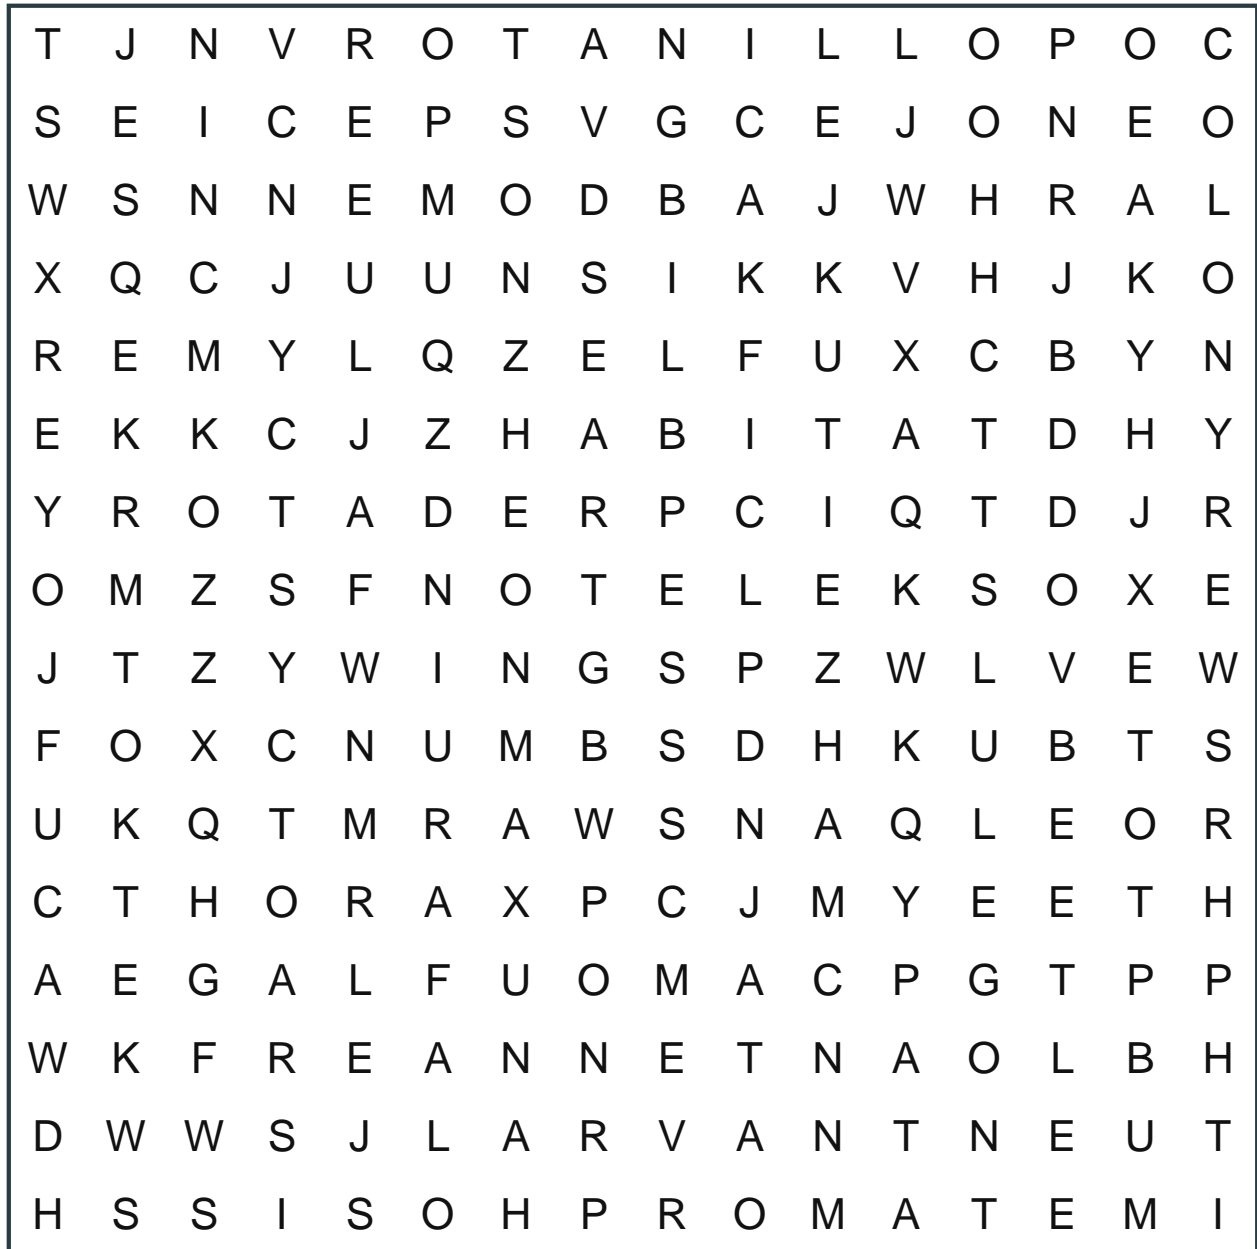 T J N V R O T A N I L L O P O C
S E I C E P S V G C E J O N E O
W S N N E M O D B A J W H R A L
X Q C J U U N S I K K V H J K O
R E M Y L Q Z E L F U X C B Y N
E K K C J Z H A B I T A T D H Y
Y R O T A D E R P C I Q T D J R
O M Z S F N O T E L E K S O X E
J T Z Y W I N G S P Z W L V E W
F O X C N U M B S D H K U B T S
U K Q T M R A W S N A Q L E O R
C T H O R A X P C J M Y E E T H
A E G A L F U O M A C P G T P P
W K F R E A N N E T N A O L B H
D W W S J L A R V A N T N E U T
H S S I S O H P R O M A T E M I